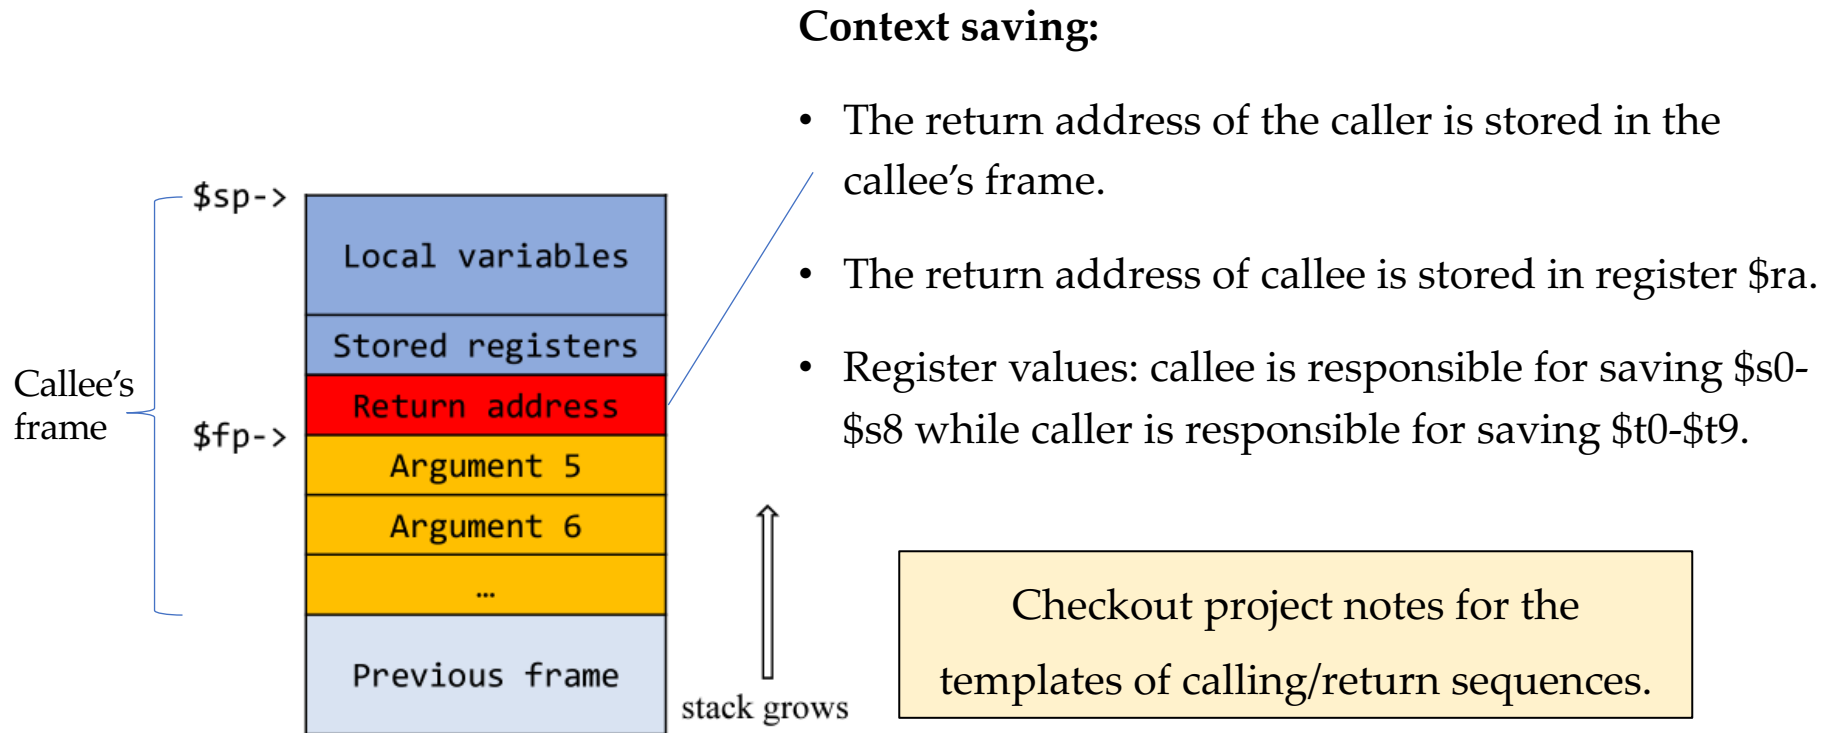 Context saving:
• The return address of the caller is stored in the
callee’s frame.
• The return address of callee is stored in register $ra.
• Register values: callee is responsible for saving $s0-
$s8 while caller is responsible for saving $t0-$t9.
$sp->
Local variables
Stored registers
Callee’s
frame
Return address
$fp->
Argument 5
Argument 6
…
Previous frame
stack grows
Checkout project notes for the
templates of calling/return sequences.